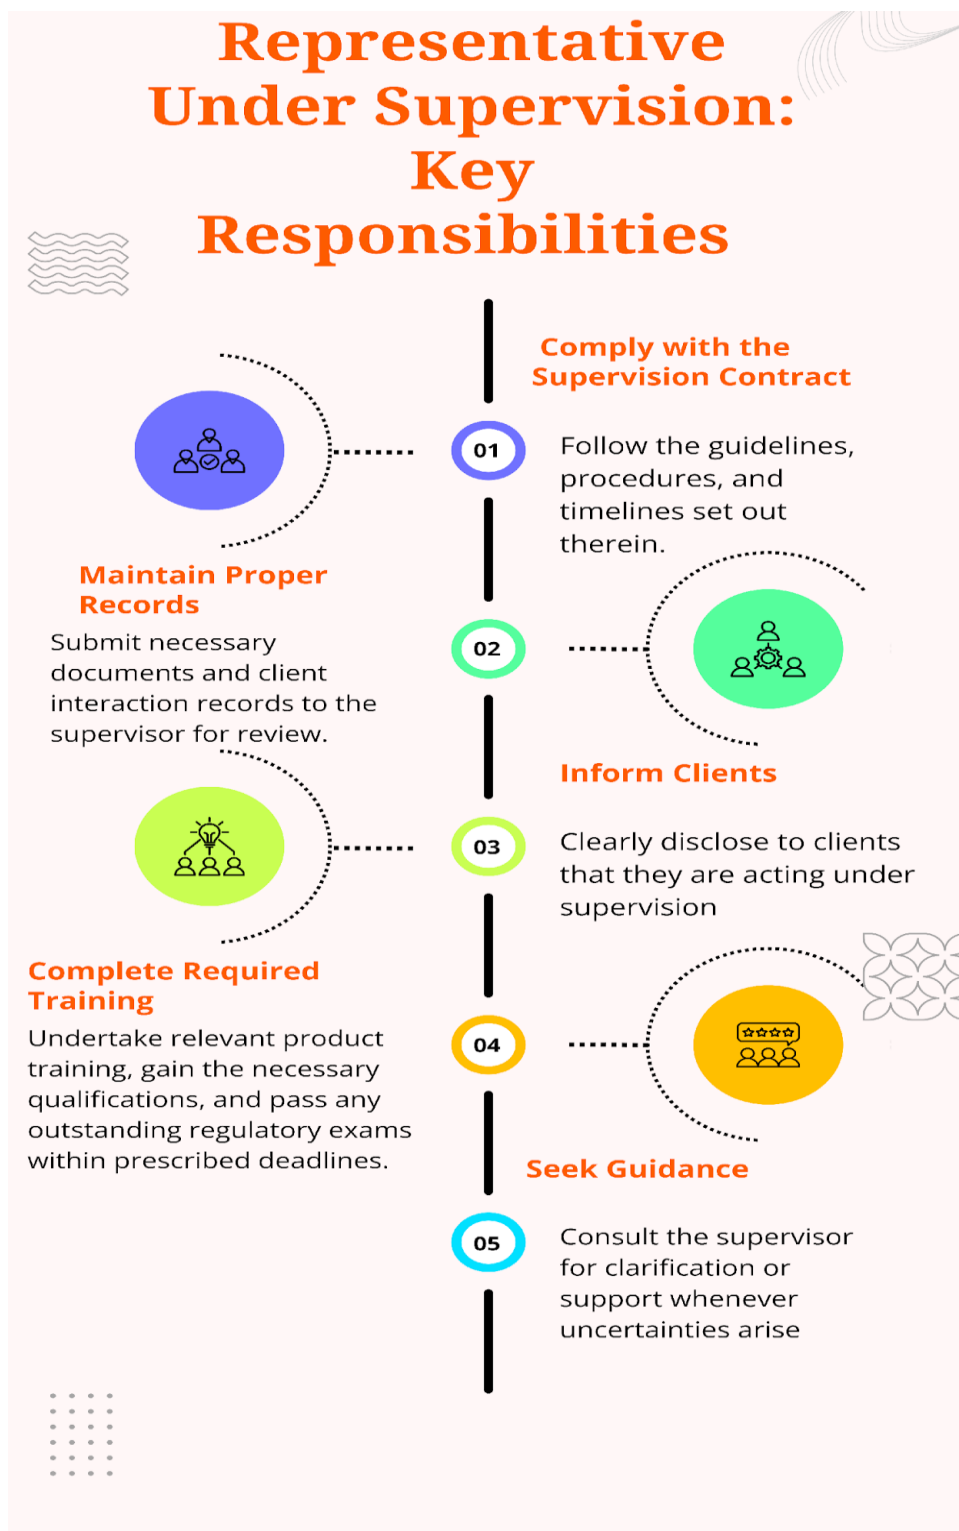 Representative
Under Supervision:
Key
Responsibilities
Comply with the
Supervision Contract
01
Follow the guidelines,
procedures, and
timelines set out
therein.
Maintain Proper
Records
02
Submit necessary
documents and client
interaction records to the
supervisor for review.
Inform Clients
03
Clearly disclose to clients
that they are acting under
supervision
Complete Required
Training
04
Undertake relevant product
training, gain the necessary
qualifications, and pass any
outstanding regulatory exams
within prescribed deadlines.
Seek Guidance
05
Consult the supervisor
for clarification or
support whenever
uncertainties arise